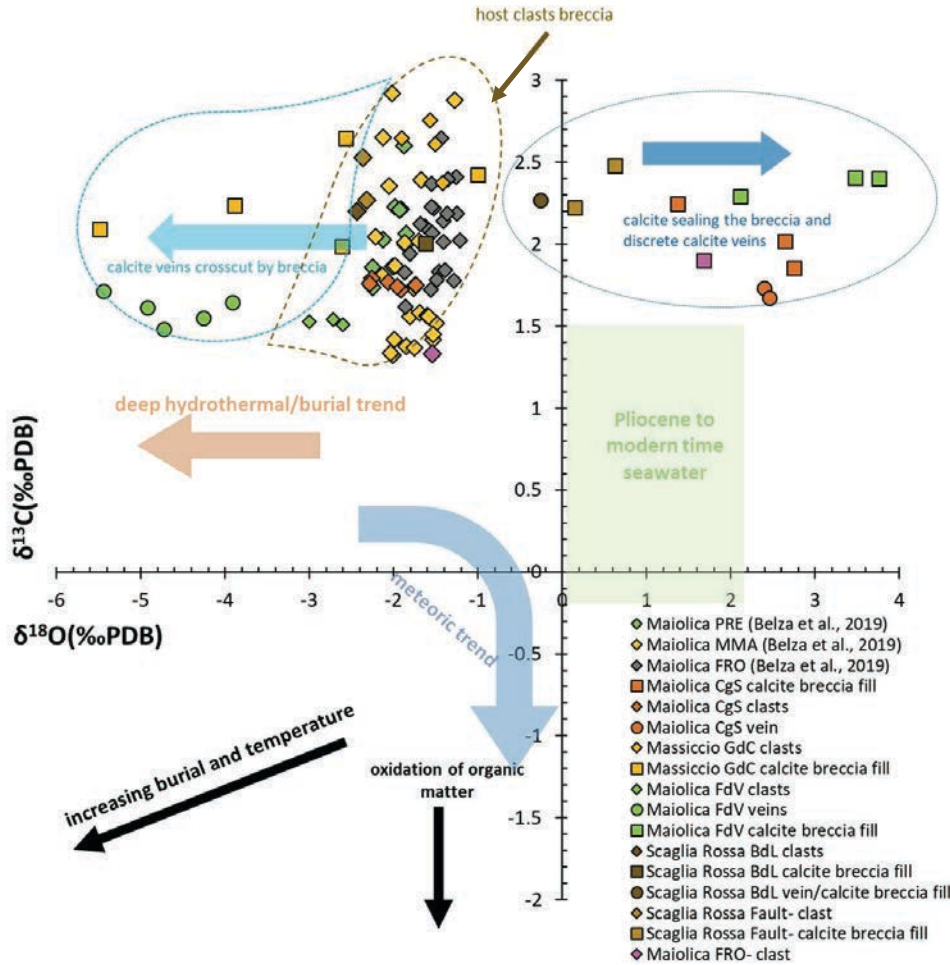 host clasts breccia
3
2.5
2
1.5
1
0.5
0
-0.5
-1
-1.5
-2
calcite sealing the breccia and
discrete calcite veins
calcite veins crosscut by breccia
deep hydrothermal/burial trend
Pliocene to
modern time
seawater
δ13C(‰PDB)
-6 -5 -4 -3 -2 -1 0 1 2 3 4
δ18O(‰PDB)
meteoric trend
increasing burial and temperature
oxidation of organic
matter
Maiolica PRE (Belza et al., 2019)
Maiolica MMA (Belza et al., 2019)
Maiolica FRO (Belza et al., 2019)
Maiolica CgS calcite breccia fill
Maiolica CgS clasts
Maiolica CgS vein
Massiccio GdC clasts
Massiccio GdC calcite breccia fill
Maiolica FdV clasts
Maiolica FdV veins
Maiolica FdV calcite breccia fill
Scaglia Rossa BdL clasts
Scaglia Rossa BdL calcite breccia fill
Scaglia Rossa BdL vein/calcite breccia fill
Scaglia Rossa Fault- clast
Scaglia Rossa Fault- calcite breccia fill
Maiolica FRO- clast